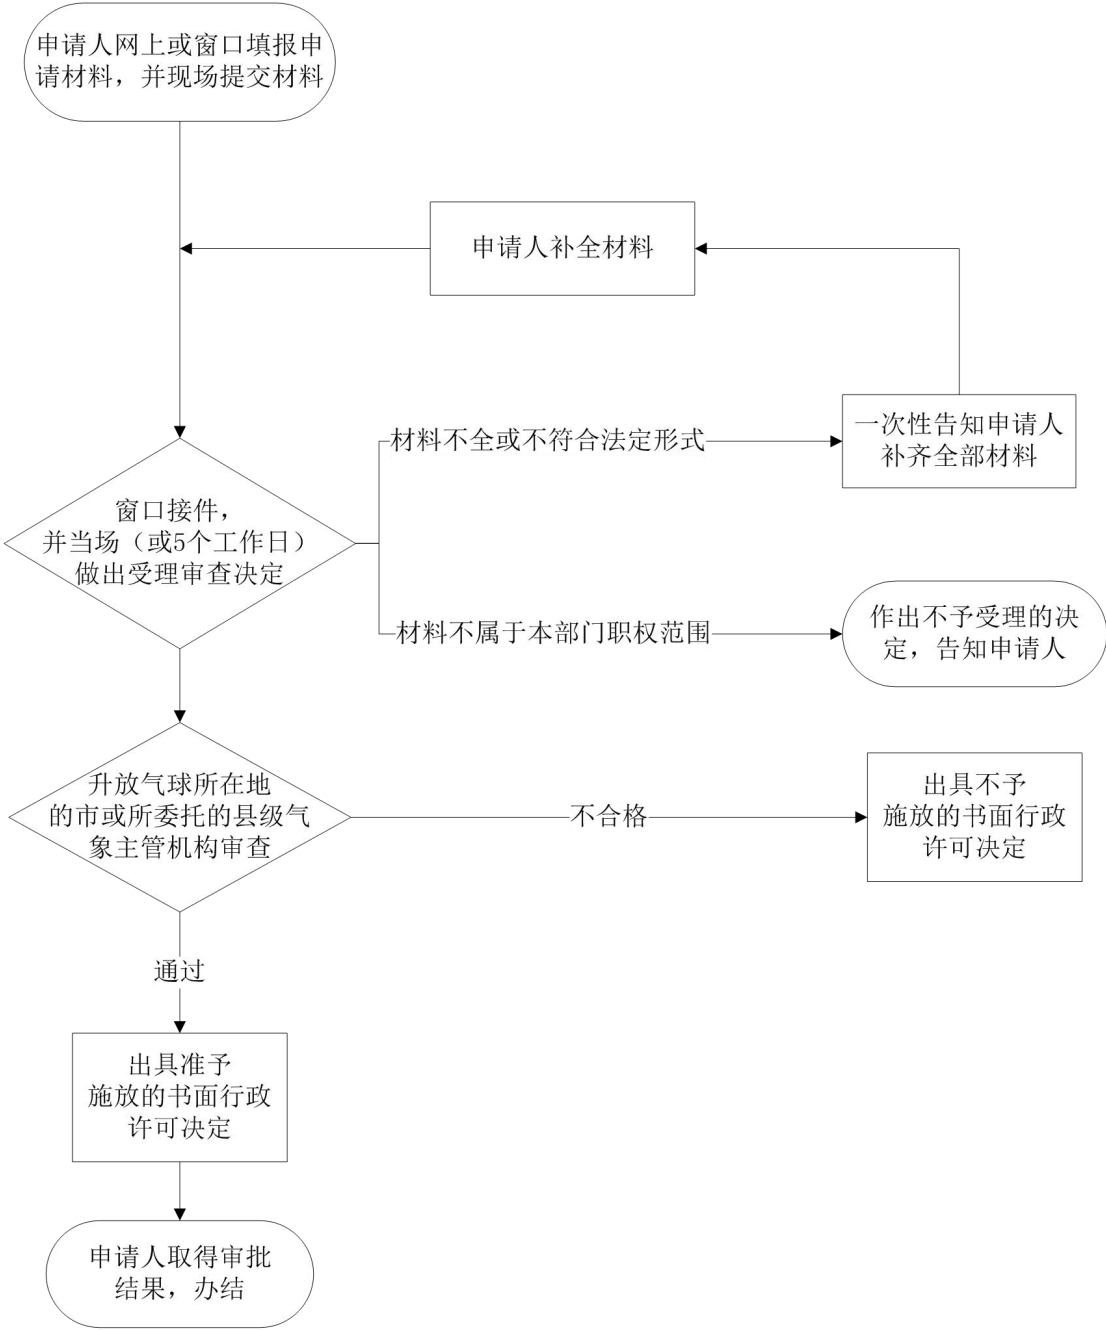 申请人网上或窗口填报申
请材料，并现场提交材料
申请人补全材料
材料不全或不符合法定形式
一次性告知申请人
补齐全部材料
窗口接件，
并当场（或5个工作日）
做出受理审查决定
材料不属于本部门职权范围
作出不予受理的决
定，告知申请人
升放气球所在地
的市或所委托的县级气
象主管机构审查
不合格
出具不予
施放的书面行政
许可决定
通过
出具准予
施放的书面行政
许可决定
申请人取得审批
结果，办结